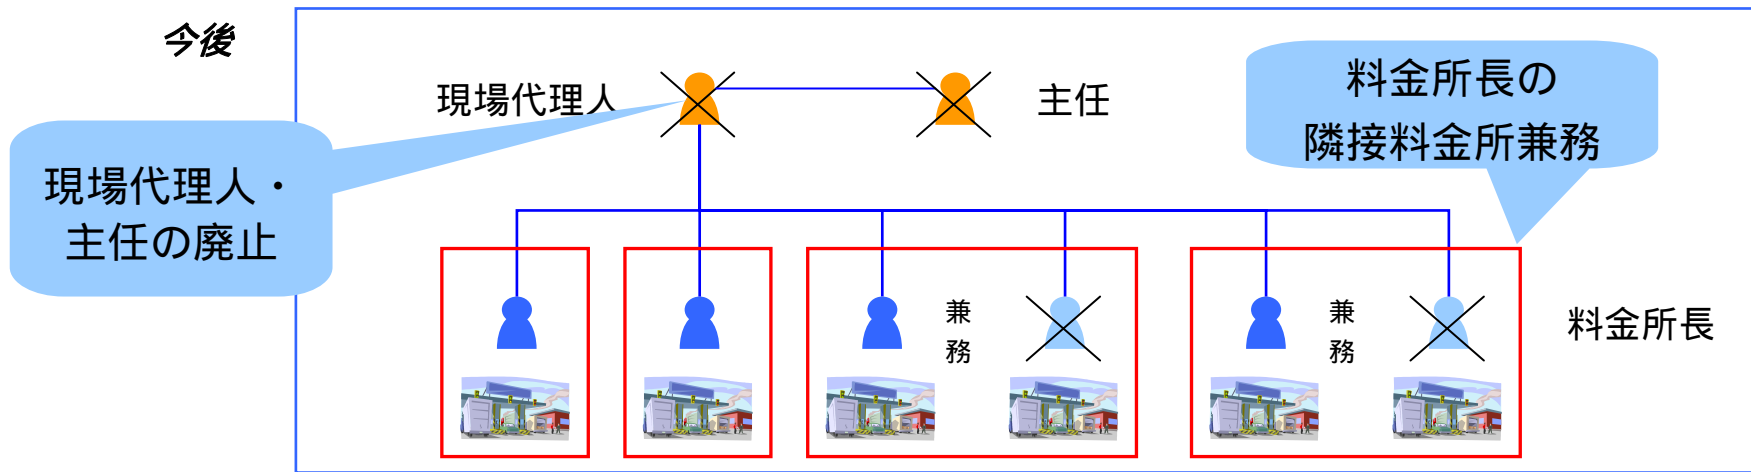 今後
現場代理人
主任
料金所長の
隣接料金所兼務
現場代理人・
主任の廃止
兼
務
兼
務
料金所長